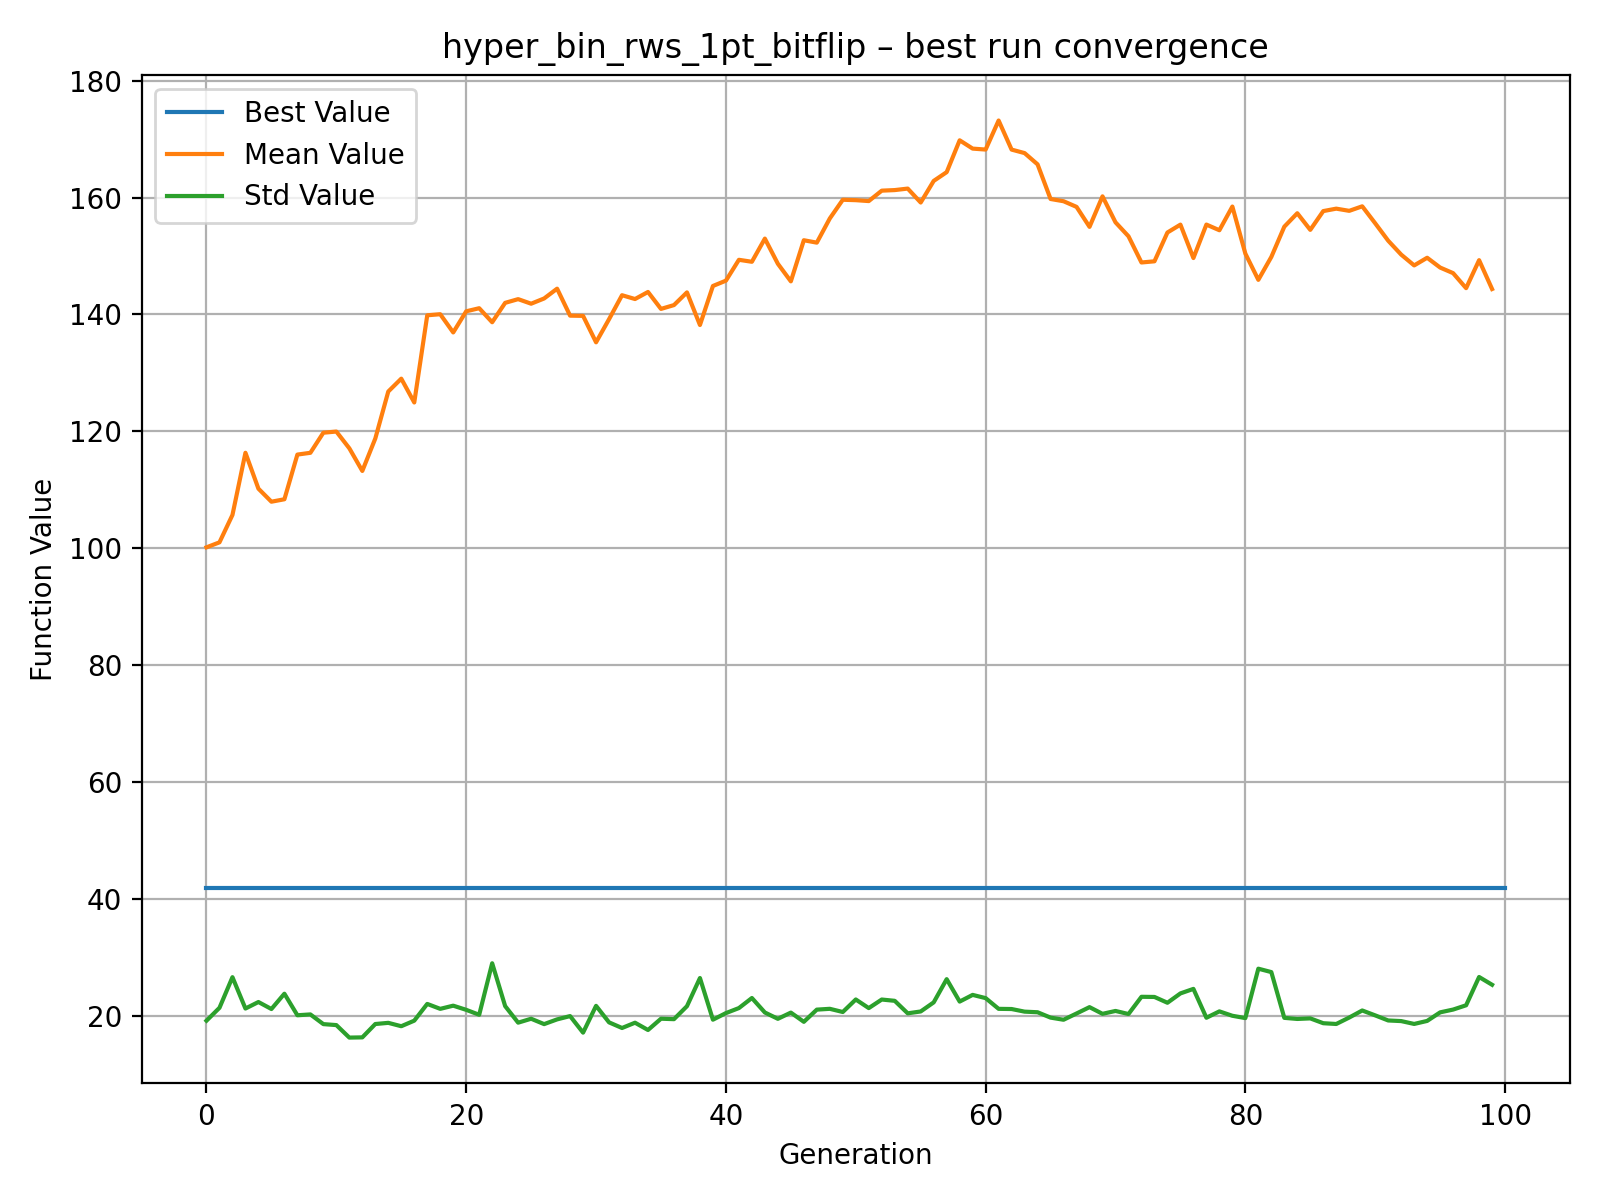 hyper_bin_rws_1pt_bitflip – best run convergence
Best Value
Mean Value
Std Value
Function Value
180
160
140
120
100
80
60
40
20
0 20 40 60 80 100
Generation